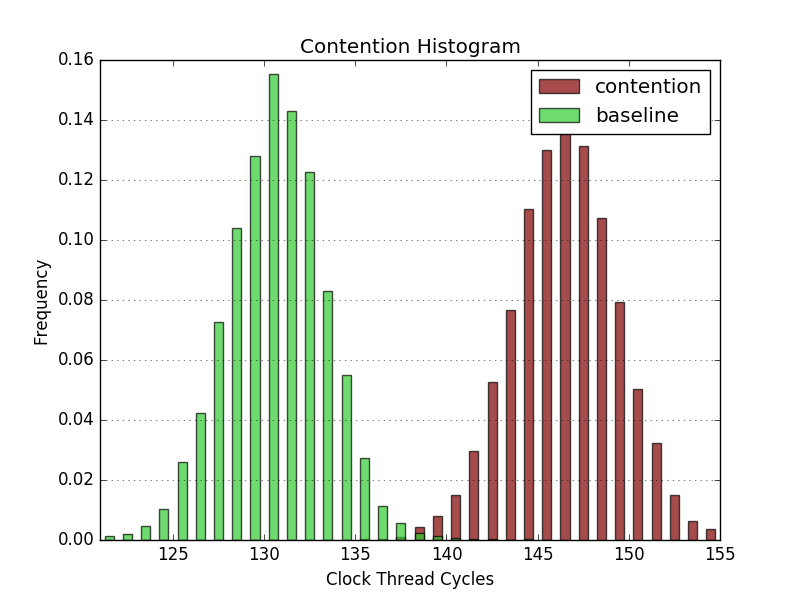 Contention Histogram
contention
baseline
0.16
0.14
0.12
0.10
0.08
0.06
0.04
0.02
0.00
Frequency
125 130 135 140 145 150 155
Clock Thread Cycles